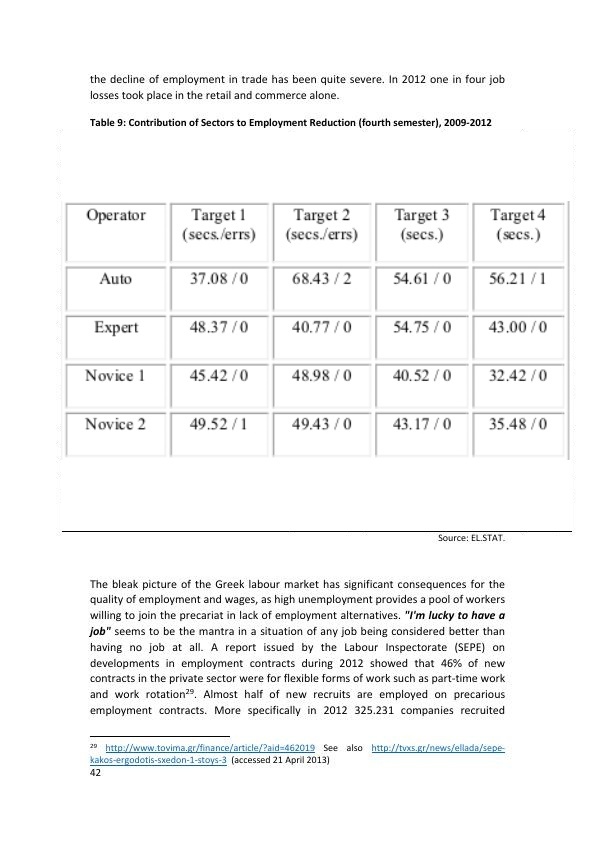 the decline of employment in trade has been quite severe. In 2012 one in four job
losses took place in the retail and commerce alone.
Table 9: Contribution of Sectors to Employment Reduction (fourth semester), 2009-2012
Operator Target 1 Target 2 Target 3 Target 4
(secs./errs) (secs./errs) (secs.) (secs.)
Auto 37.08 / 0 68.43 / 2 54.61 / 0 56.21 / 1
Expert 48.37 / 0 40.77 / 0 54.75 / 0 43.00 / 0
Novice 1 45.42 / 0 48.98 / 0 40.52 / 0 32.42 / 0
Novice 2 49.52 / 1 49.43 / 0 43.17 / 0 35.48 / 0
Source: EL.STAT.
The bleak picture of the Greek labour market has significant consequences for the
quality of employment and wages, as high unemployment provides a pool of workers
willing to join the precariat in lack of employment alternatives. "I'm lucky to have a
job" seems to be the mantra in a situation of any job being considered better than
having no job at all. A report issued by the Labour Inspectorate (SEPE) on
developments in employment contracts during 2012 showed that 46% of new
contracts in the private sector were for flexible forms of work such as part-time work
and work rotation29. Almost half of new recruits are employed on precarious
employment contracts. More specifically in 2012 325.231 companies recruited
29 http://www.tovima.gr/finance/article/?aid=462019 See also http://tvxs.gr/news/ellada/sepe-
kakos-ergodotis-sxedon-1-stoys-3 (accessed 21 April 2013)
42